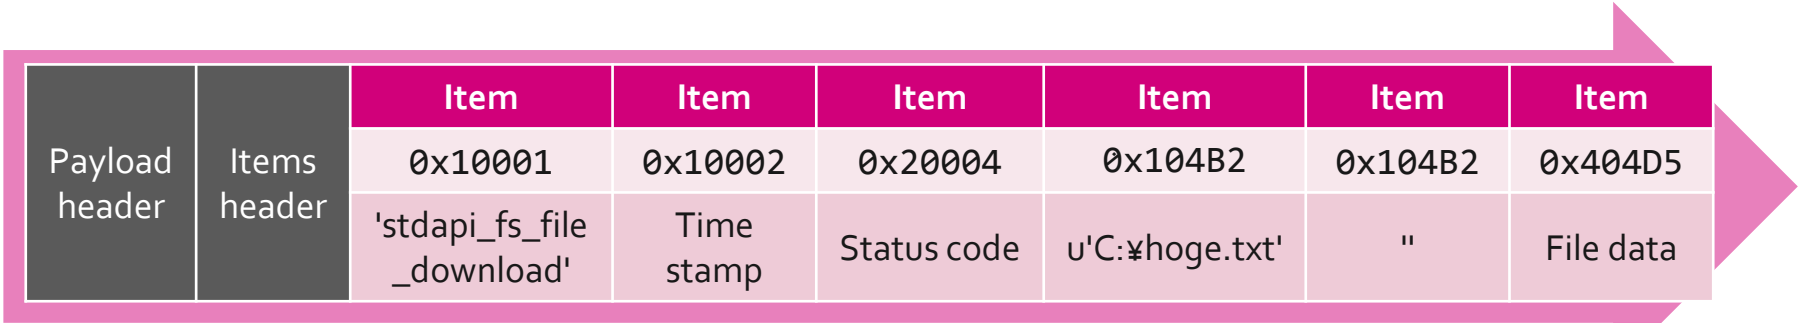 Payload
header
Items
header
Item Item Item Item Item Item
0x10001 0x10002 0x20004 0x104B2 0x104B2 0x404D5
'stdapi_fs_file
_download'
Time
stamp
Status code
u'C:¥hoge.txt'
''
File data